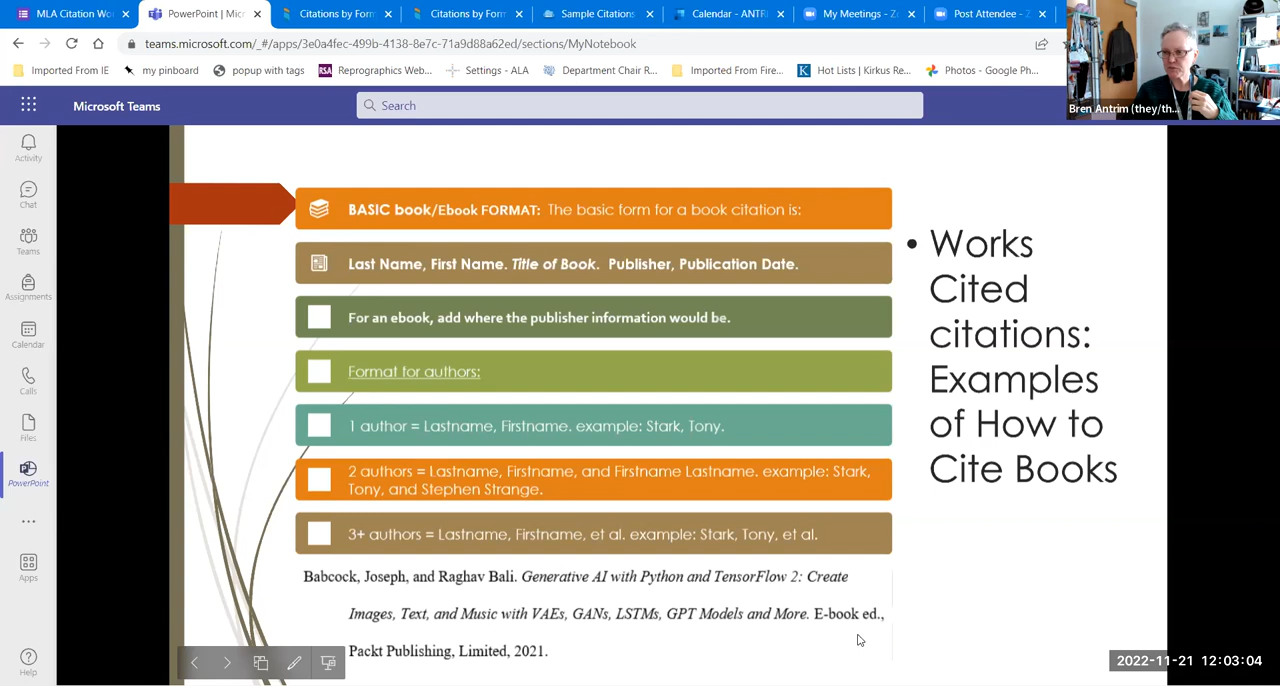 MLA Citation Wo
PowerPoint | Micr
Citations by Form
Citations by Form
Sample Citations
Calendar - ANTRI
My Meetings - Zo
Post Attendee - Z
teams.microsoft.com/_#/apps/3e0a4fec-499b-4138-8e7c-71a9d88a62ed/sections/MyNotebook
Imported From IE
my pinboard
popup with tags
RSA
Reprographics Web...
Settings - ALA
Department Chair R...
Imported From Fire...
K
Hot Lists | Kirkus Re...
Photos - Google Ph...
Bren Antrim (they/th...
Microsoft Teams
Search
Activity
Chat
Teams
Assignments
Calendar
Calls
Files
PowerPoint
...
Apps
Help
BASIC book/Ebook FORMAT: The basic form for a book citation is:
Last Name, First Name. Title of Book. Publisher, Publication Date.
For an ebook, add where the publisher information would be.
Format for authors:
1 author = Lastname, Firstname. example: Stark, Tony.
2 authors = Lastname, Firstname, and Firstname Lastname. example: Stark,
Tony, and Stephen Strange.
3+ authors = Lastname, Firstname, et al. example: Stark, Tony, et al.
Babcock, Joseph, and Raghav Bali. Generative AI with Python and TensorFlow 2: Create
Images, Text, and Music with VAEs, GANs, LSTMs, GPT Models and More. E-book ed.,
Packt Publishing, Limited, 2021.
• Works
Cited
citations:
Examples
of How to
Cite Books
2022-11-21 12:03:04